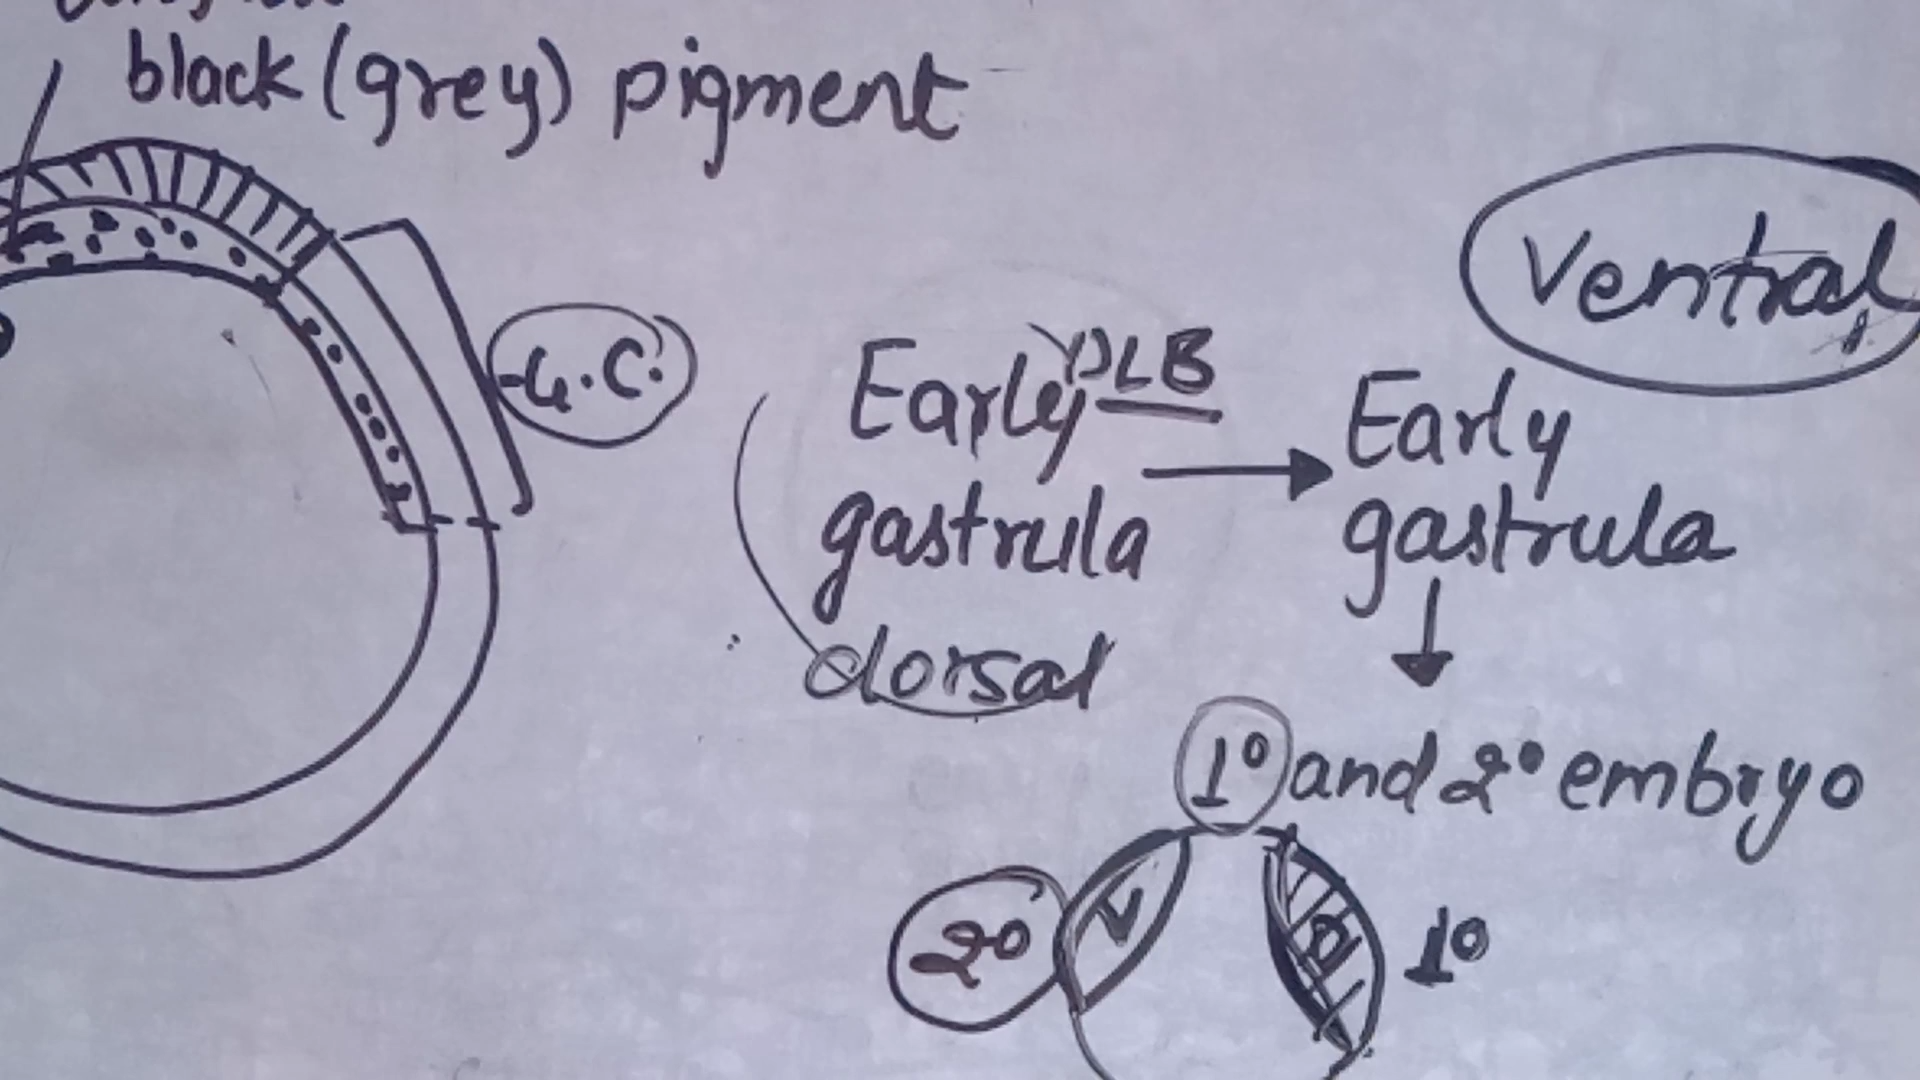 black (grey) pigment
Ventral
G.C.
DLB
Early
gastrula
dorsal
Early
gastrula
1° and 2° embryo
2°
V
d
1°